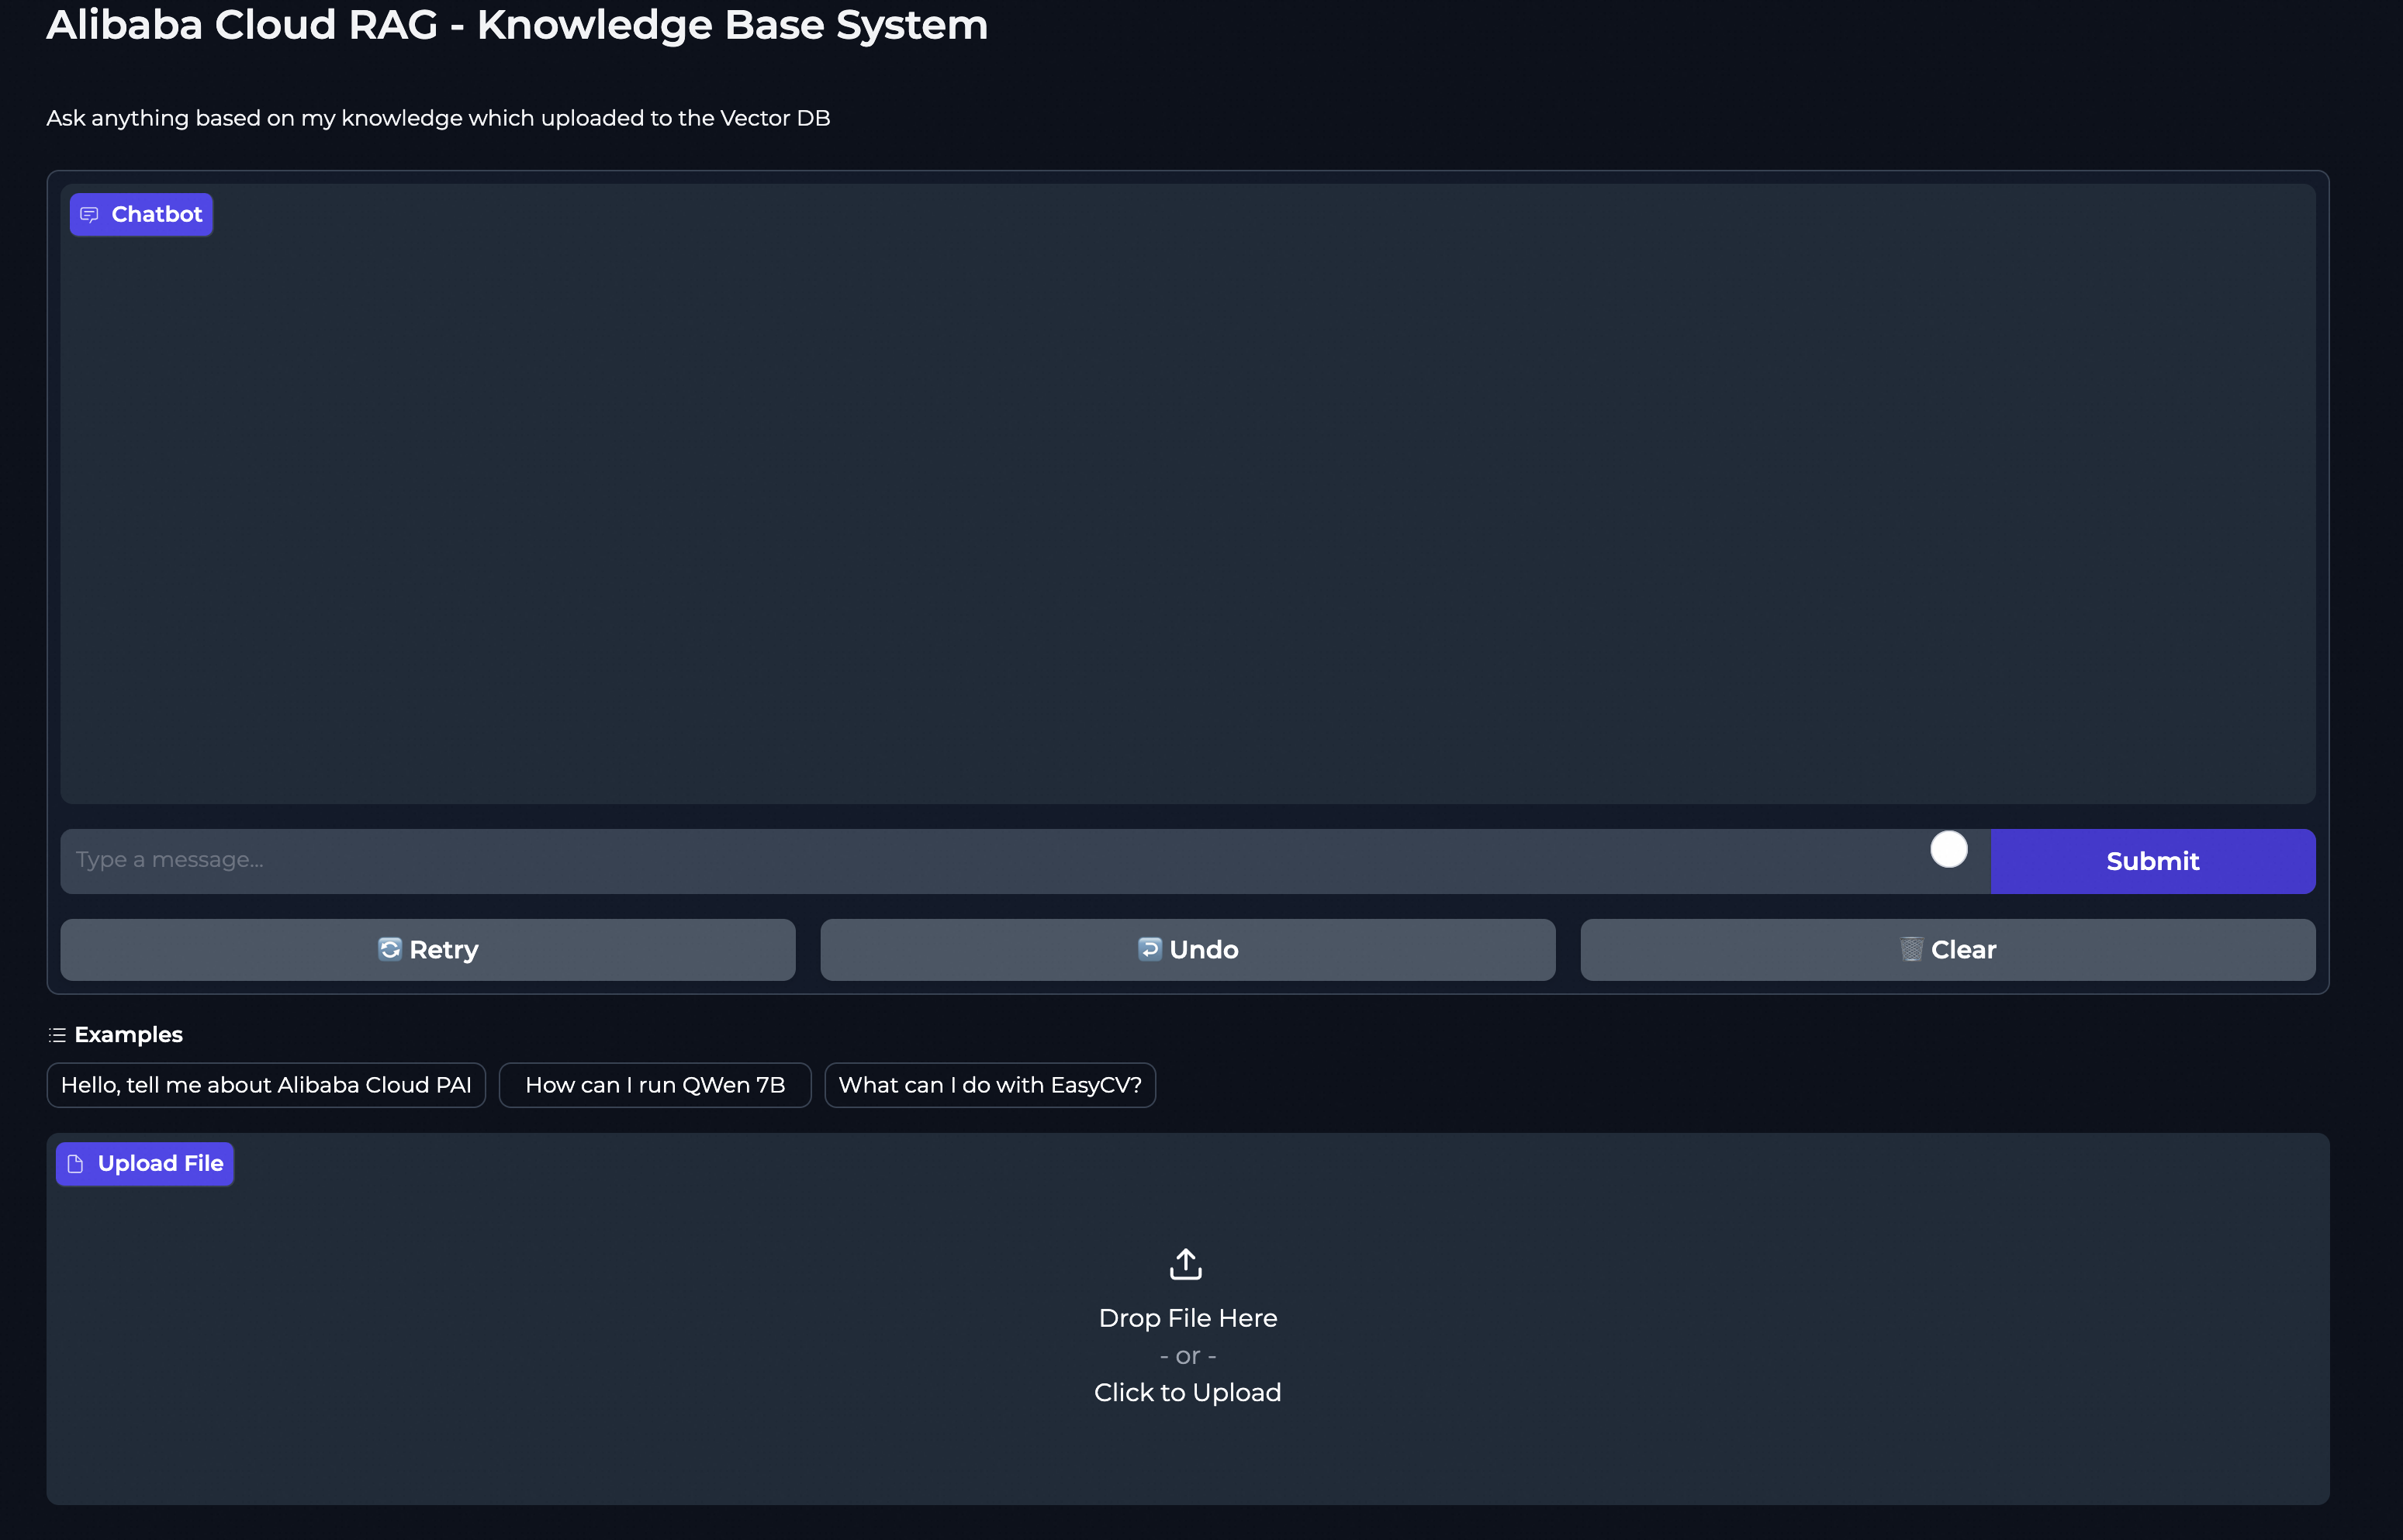 Alibaba Cloud RAG - Knowledge Base System
Ask anything based on my knowledge which uploaded to the Vector DB
Chatbot
Type a message...
Submit
Retry
Undo
Clear
Examples
Hello, tell me about Alibaba Cloud PAI
How can I run QWen 7B
What can I do with EasyCV?
Upload File
Drop File Here
- or -
Click to Upload